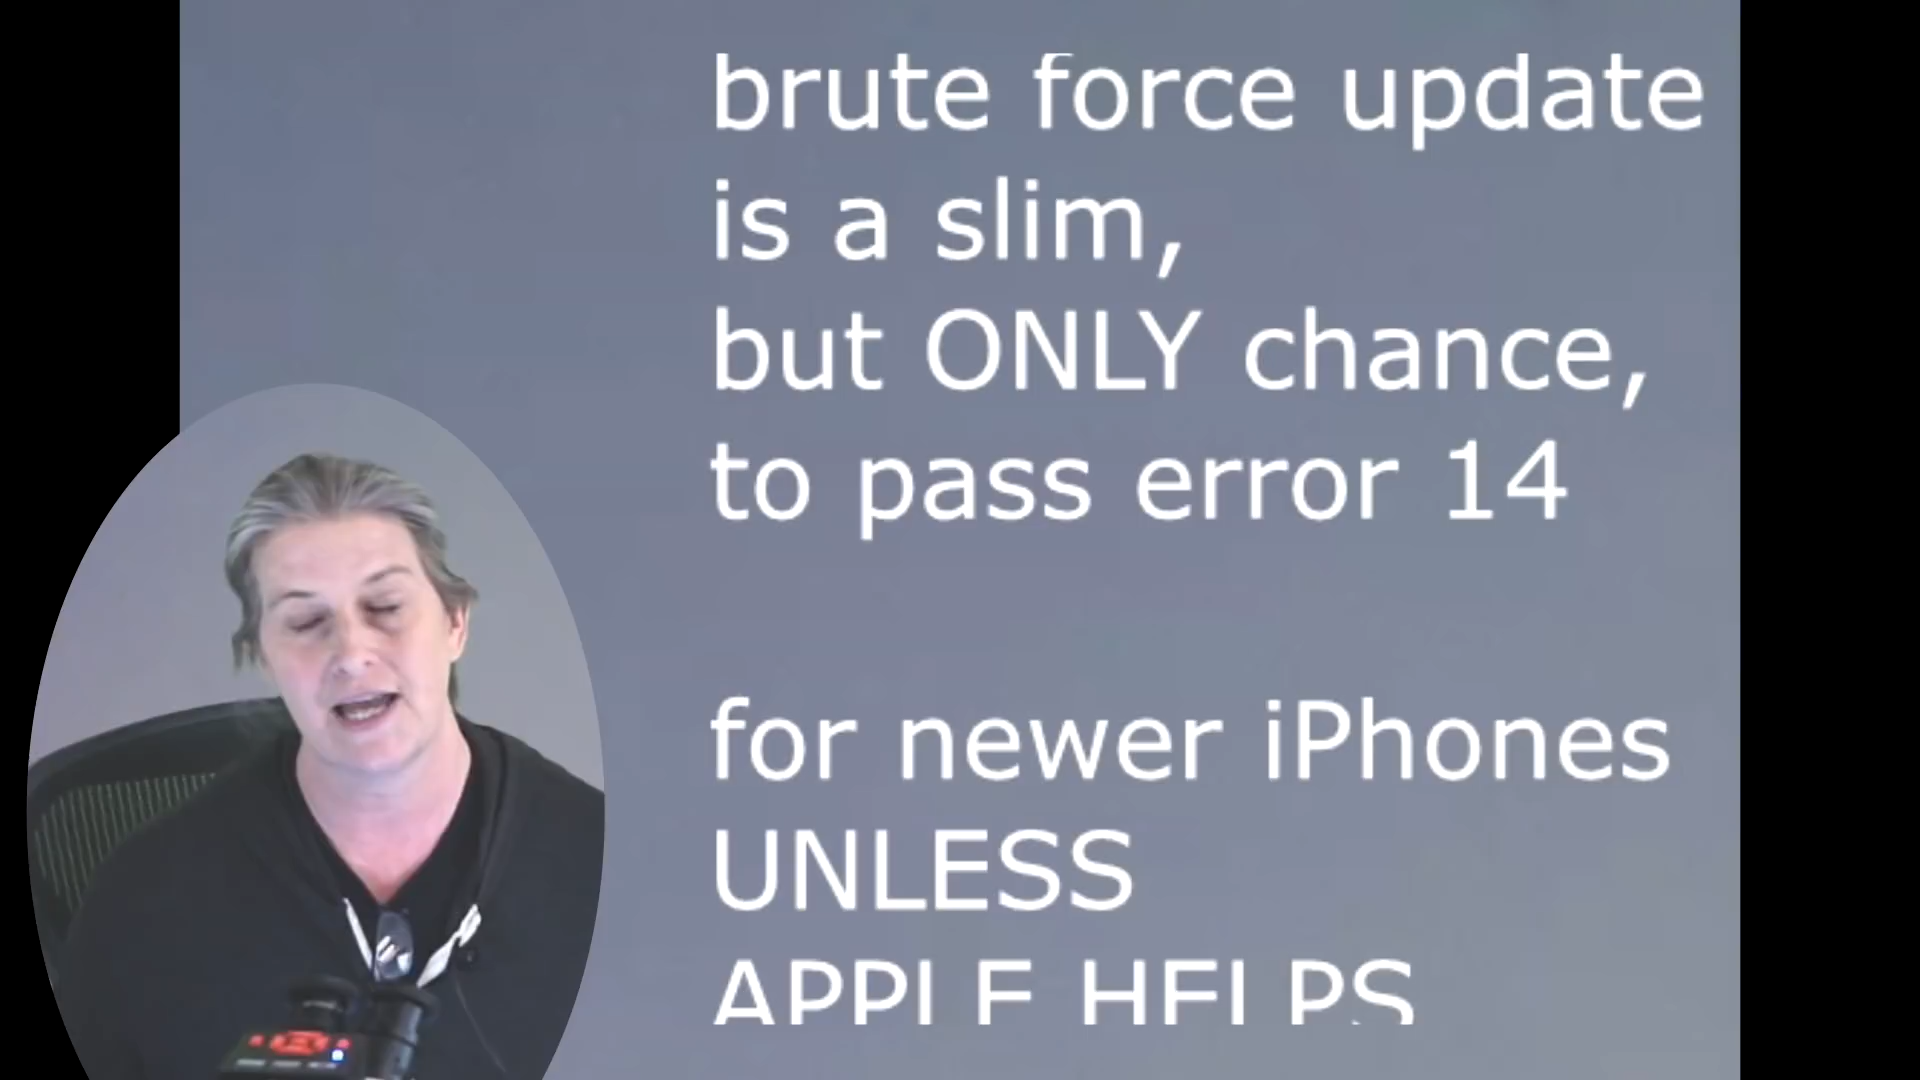 brute force update
is a slim,
but ONLY chance,
to pass error 14
for newer iPhones
UNLESS
APPLE HELPS